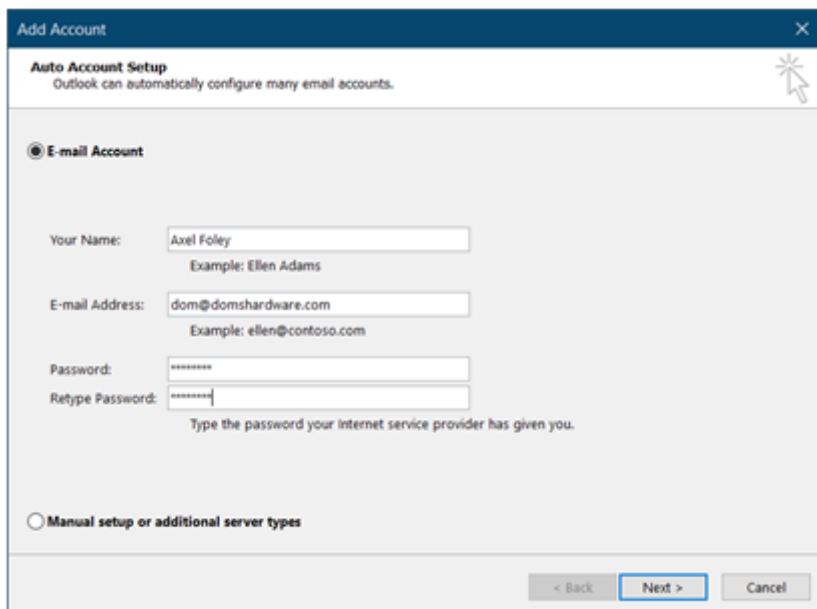 Add Account
Auto Account Setup
Outlook can automatically configure many email accounts.
E-mail Account
Your Name: Axel Foley
Example: Ellen Adams
E-mail Address: dom@domshardware.com
Example: ellen@contoso.com
Password: ********
Retype Password: ********
Type the password your Internet service provider has given you.
Manual setup or additional server types
< Back Next > Cancel